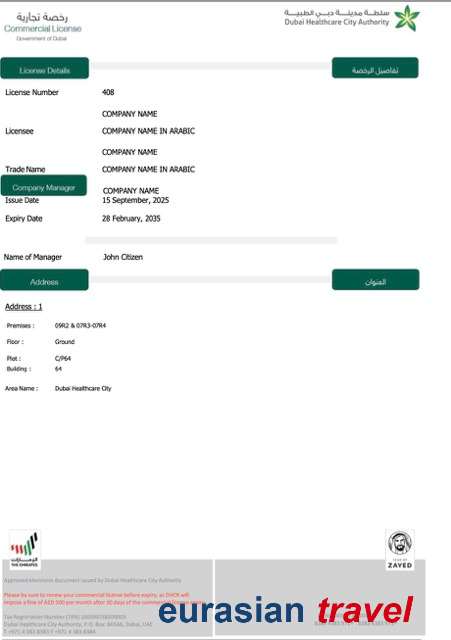 رخصة تجارية
Commercial License
Government of Dubai
سلطة مدينة دبي الطبية
Dubai Healthcare City Authority
License Details
تفاصيل الرخصة
License Number 408
COMPANY NAME
Licensee COMPANY NAME IN ARABIC
COMPANY NAME
Trade Name COMPANY NAME IN ARABIC
Company Manager COMPANY NAME
Issue Date 15 September, 2025
Expiry Date 28 February, 2035
Name of Manager John Citizen
Address
العنوان
Address : 1
Premises : 09R2 & 07R3-07R4
Floor : Ground
Plot : C/P64
Building : 64
Area Name : Dubai Healthcare City
الإمارات
THE EMIRATES
YEAR OF
ZAYED
Approved electronic document issued by Dubai Healthcare City Authority
Please be sure to renew your commercial license before expiry, as DHCR will
impose a fine of AED 500 per month after 30 days of the commercial license expiry
Tax Registration Number (TRN)
Dubai Healthcare City Authority, P.O. Box 66566, Dubai, UAE
T +971 4 383 8383 F +971 4 383 8384
eurasian travel